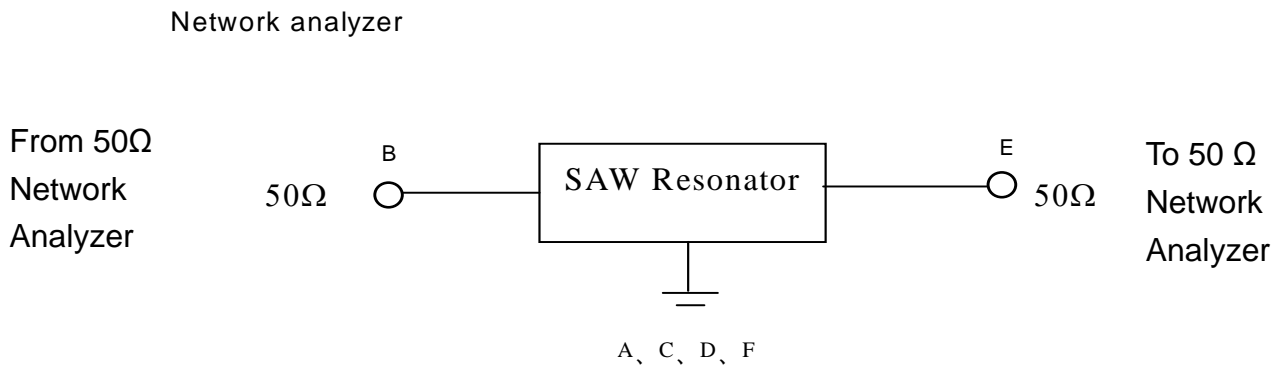 Network analyzer
From 50Ω
Network
Analyzer
50Ω
B
SAW Resonator
E
50Ω
To 50 Ω
Network
Analyzer
A、C、D、F